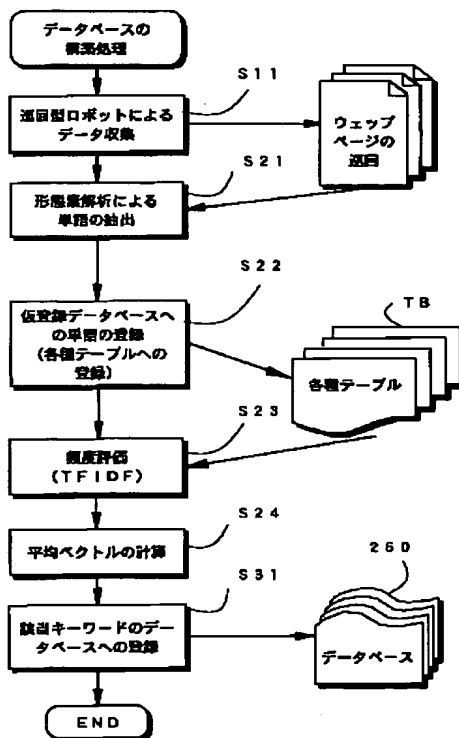 データベースの
構築処理
S11
巡回型ロボットによる
データ収集
ウェッブ
ページの
巡回
S21
形態素解析による
単語の抽出
S22
仮登録データベースへ
の単語の登録
(各種テーブルへの
登録)
TB
各種テーブル
S23
頻度評価
(TFIDF)
S24
平均ベクトルの計算
S31
該当キーワードのデー
タベースへの登録
260
データベース
END